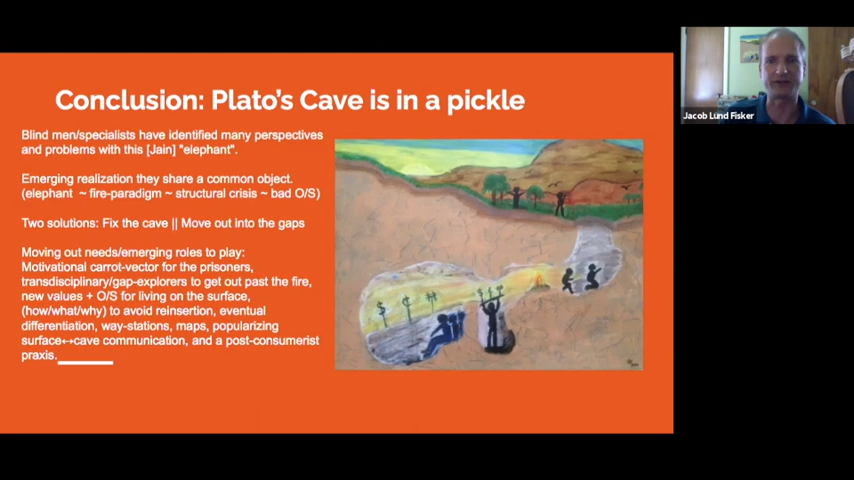 Conclusion: Plato's Cave is in a pickle
Blind men/specialists have identified many perspectives
and problems with this [Jain] "elephant".
Emerging realization they share a common object.
(elephant ~ fire-paradigm ~ structural crisis ~ bad O/S)
Two solutions: Fix the cave || Move out into the gaps
Moving out needs/emerging roles to play:
Motivational carrot-vector for the prisoners,
transdisciplinary/gap-explorers to get out past the fire,
new values + O/S for living on the surface,
(how/what/why) to avoid reinsertion, eventual
differentiation, way-stations, maps, popularizing
surface↔cave communication, and a post-consumerist
praxis.
Jacob Lund Fisker